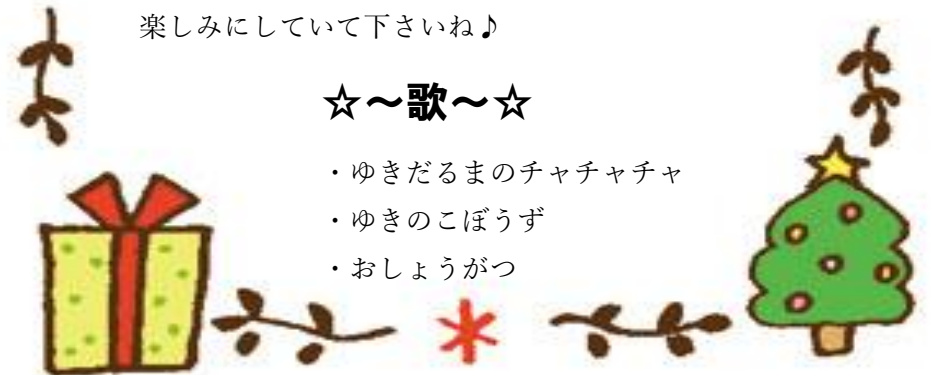 楽しみにしていて下さいね♪
☆～歌～☆
・ゆきだるまのチャチャチャ
・ゆきのこぼうず
・おしょうがつ